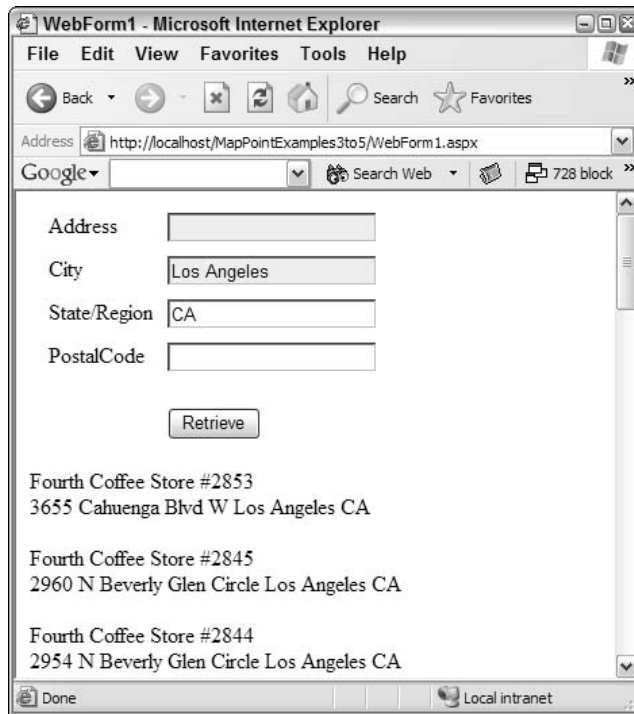 WebForm1 - Microsoft Internet Explorer
File Edit View Favorites Tools Help
Back Search Favorites »
Address http://localhost/MapPointExamples3to5/WebForm1.aspx
Google Search Web 728 block »
Address
City Los Angeles
State/Region CA
PostalCode
Retrieve
Fourth Coffee Store #2853
3655 Cahuenga Blvd W Los Angeles CA
Fourth Coffee Store #2845
2960 N Beverly Glen Circle Los Angeles CA
Fourth Coffee Store #2844
2954 N Beverly Glen Circle Los Angeles CA
Done Local intranet